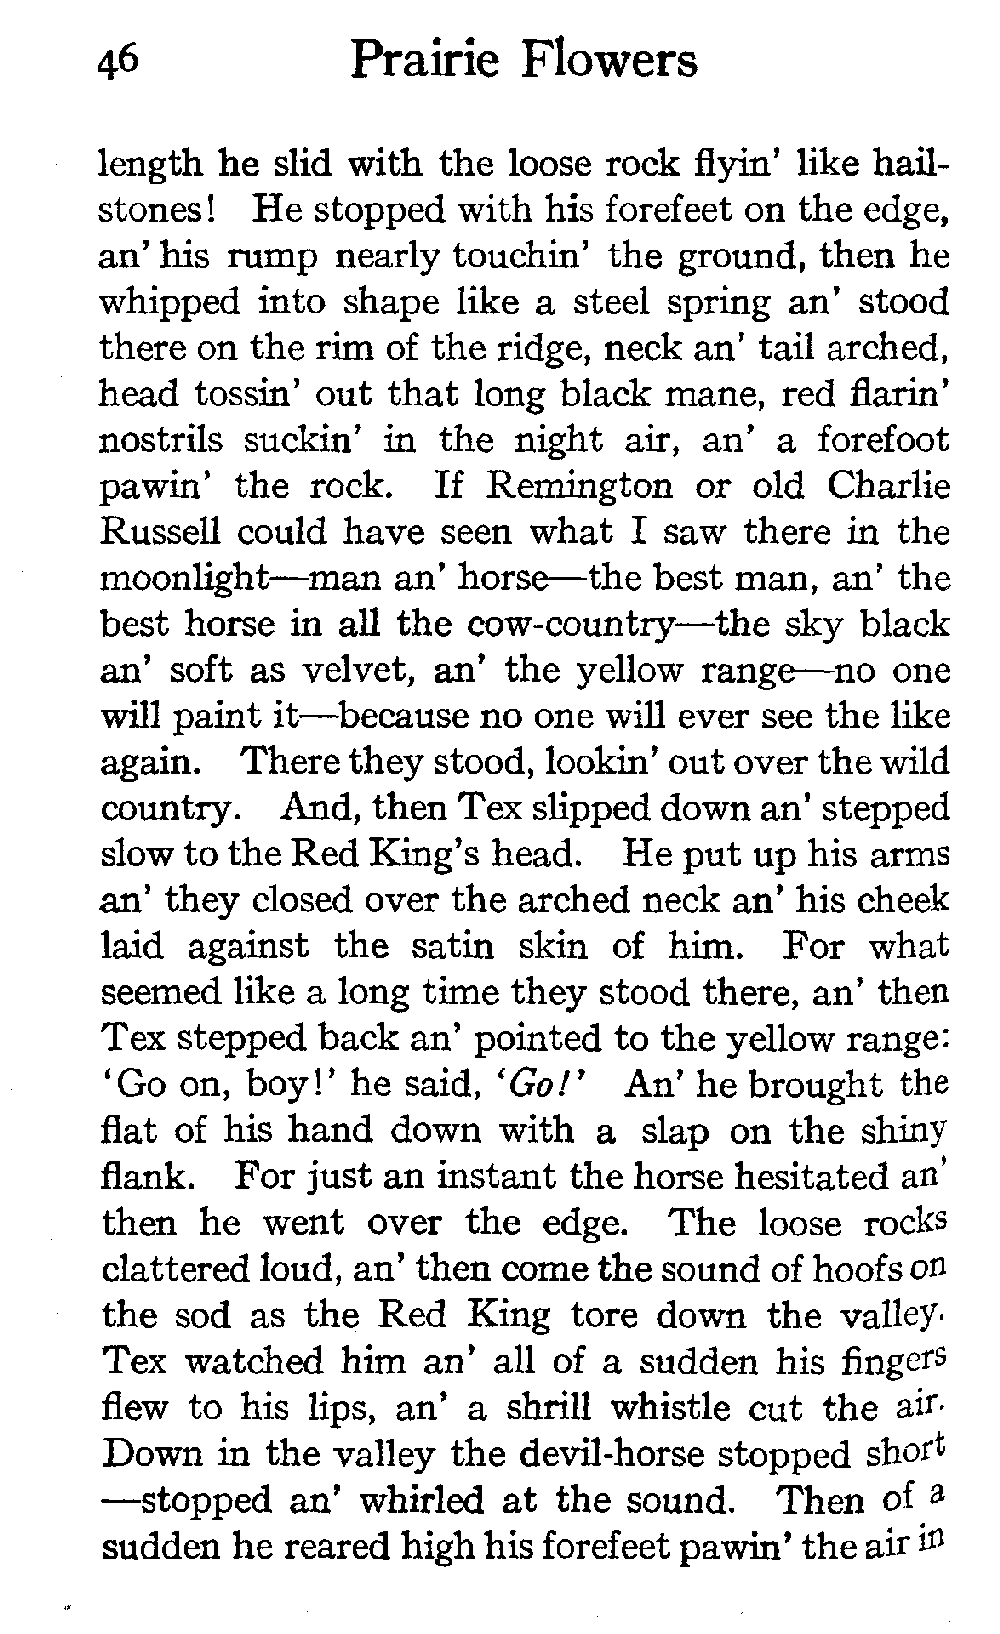 46 Prairie Flowers
length he slid with the loose rock flyin' like hail-
stones! He stopped with his forefeet on the edge,
an' his rump nearly touchin' the ground, then he
whipped into shape like a steel spring an' stood
there on the rim of the ridge, neck an' tail arched,
head tossin' out that long black mane, red flarin'
nostrils suckin' in the night air, an' a forefoot
pawin' the rock. If Remington or old Charlie
Russell could have seen what I saw there in the
moonlight—man an' horse—the best man, an' the
best horse in all the cow-country—the sky black
an' soft as velvet, an' the yellow range—no one
will paint it—because no one will ever see the like
again. There they stood, lookin' out over the wild
country. And, then Tex slipped down an' stepped
slow to the Red King's head. He put up his arms
an' they closed over the arched neck an' his cheek
laid against the satin skin of him. For what
seemed like a long time they stood there, an' then
Tex stepped back an' pointed to the yellow range:
'Go on, boy!' he said, 'Go!' An' he brought the
flat of his hand down with a slap on the shiny
flank. For just an instant the horse hesitated an'
then he went over the edge. The loose rocks
clattered loud, an' then come the sound of hoofs on
the sod as the Red King tore down the valley.
Tex watched him an' all of a sudden his fingers
flew to his lips, an' a shrill whistle cut the air.
Down in the valley the devil-horse stopped short
—stopped an' whirled at the sound. Then of a
sudden he reared high his forefeet pawin' the air in